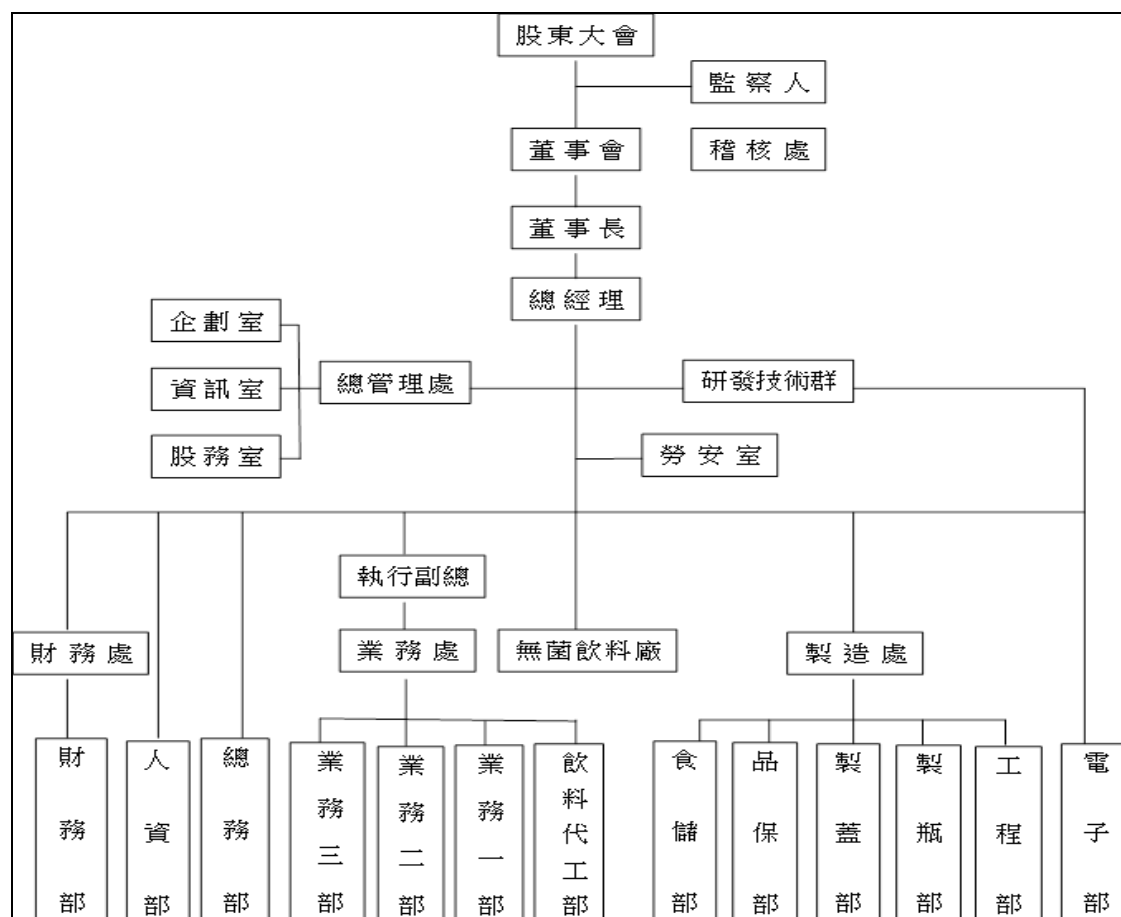 股東大會
監察人
董事會
稽核處
董事長
總經理
企劃室
資訊室
總管理處
研發技術群
股務室
勞安室
執行副總
財務處
業務處
無菌飲料廠
製造處
財務部
人資部
總務部
業務三部
業務二部
業務一部
飲料代工部
食儲部
品保部
製蓋部
製瓶部
工程部
電子部